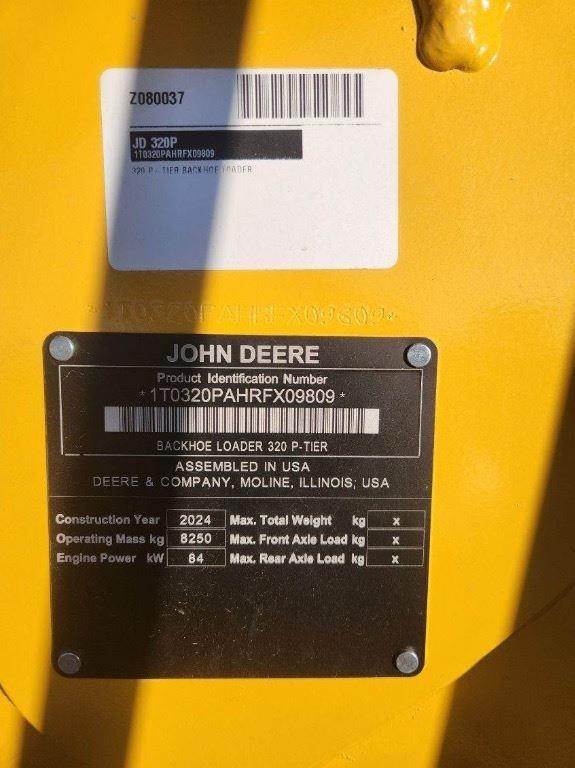 Z080037
JD 320P
1T0320PAHRFX09809
320 P-TIER BACKHOE LOADER
*1T0320PAHRFX09809*
JOHN DEERE
Product Identification Number
*1T0320PAHRFX09809*
BACKHOE LOADER 320 P-TIER
ASSEMBLED IN USA
DEERE & COMPANY, MOLINE, ILLINOIS, USA
Construction Year 2024 Max. Total Weight kg x
Operating Mass kg 8250 Max. Front Axle Load kg x
Engine Power kW 84 Max. Rear Axle Load kg x